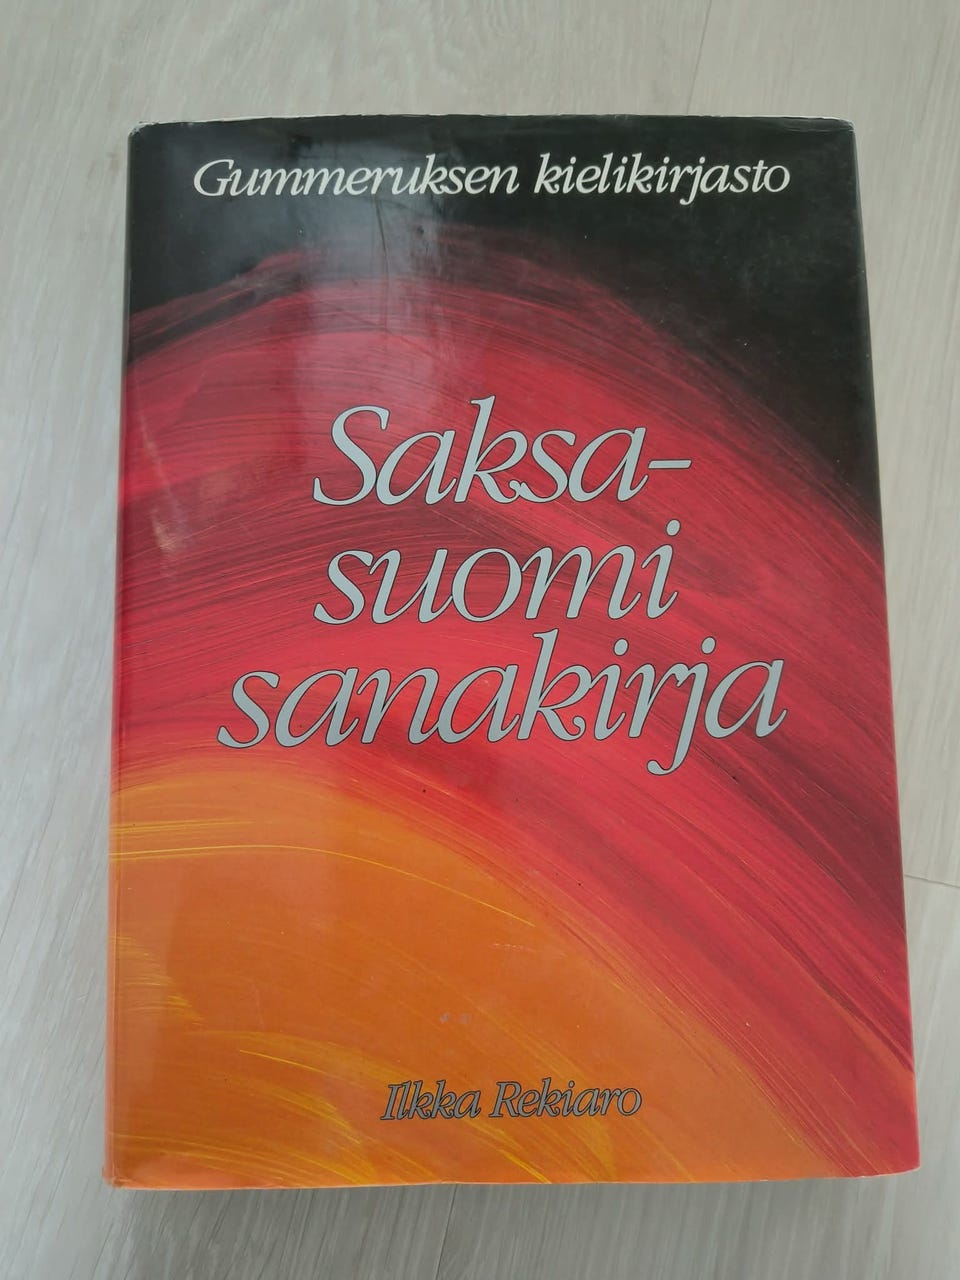 Gummeruksen kielikirjasto
Saksa-
suomi
sanakirja
Ilkka Rekiaro